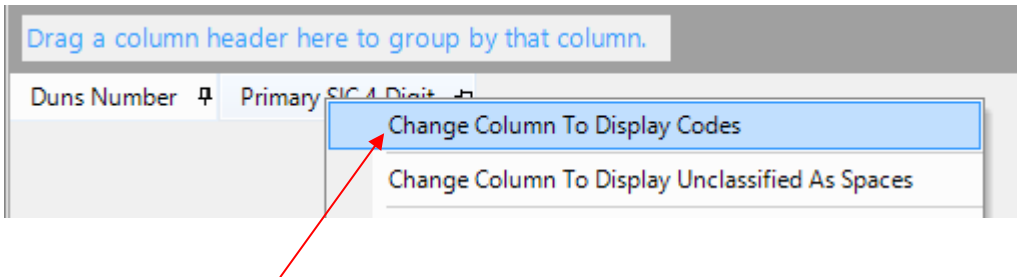 Drag a column header here to group by that column.
Duns Number Primary SIC 4 Digit
Change Column To Display Codes
Change Column To Display Unclassified As Spaces